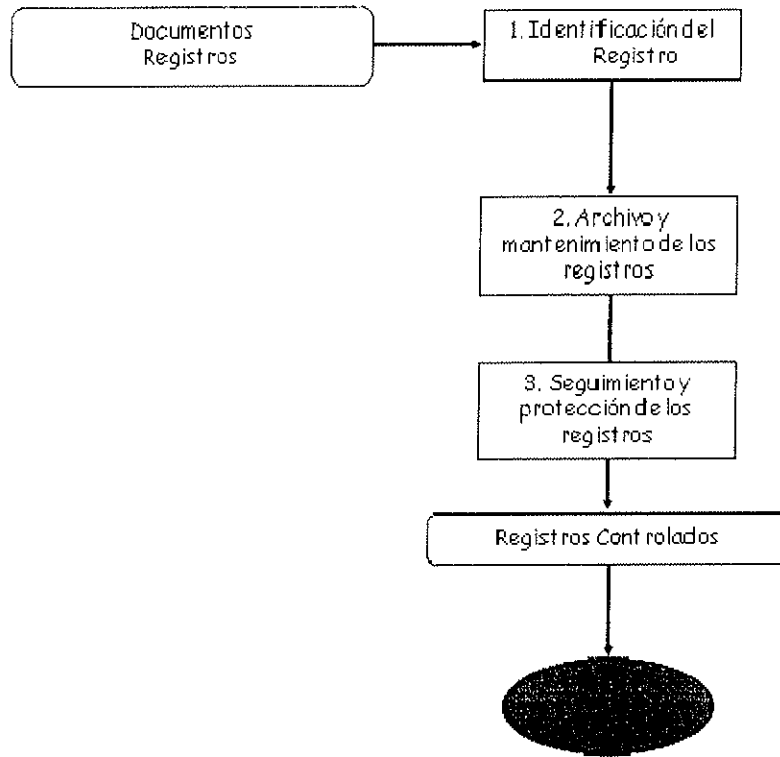 Documentos
Registros
1. Identificación del
Registro
2. Archivo y
mantenimiento de los
registros
3. Seguimiento y
protección de los
registros
Registros Controlados